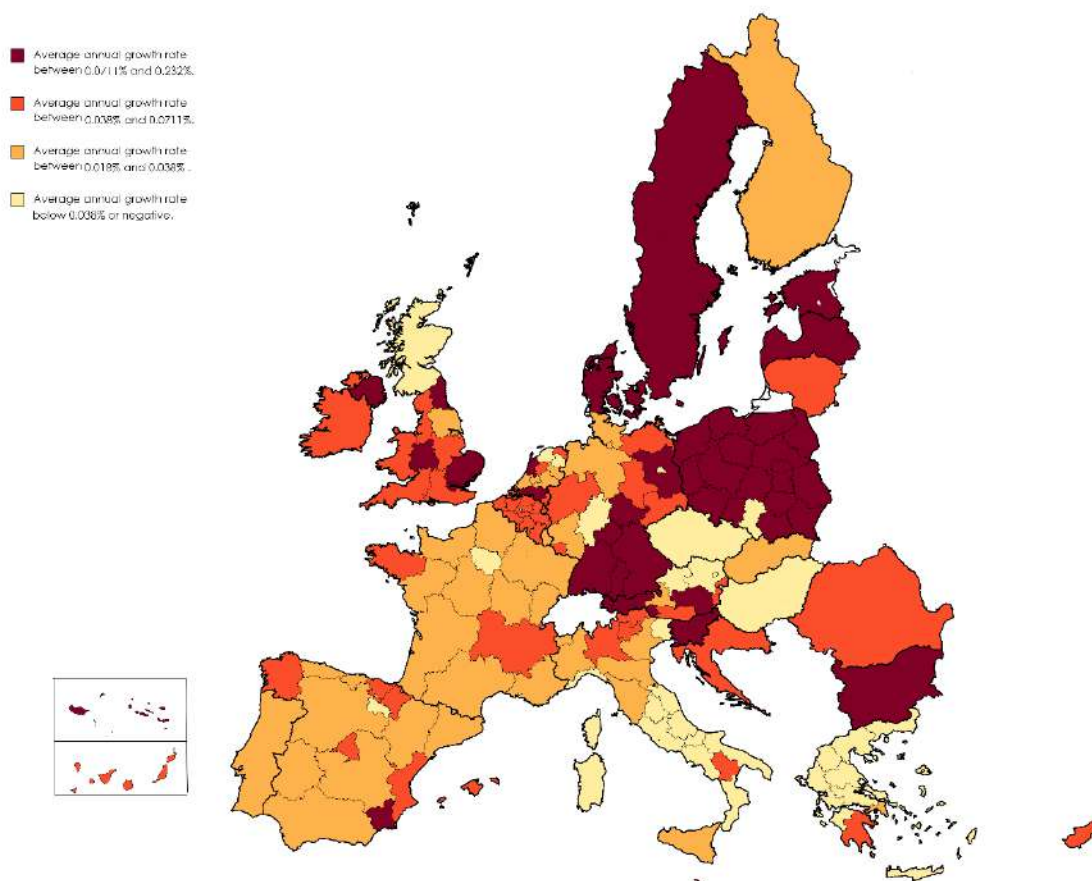 Average annual growth rate
between 0.0711% and 0.232%.
Average annual growth rate
between 0.038% and 0.0711%.
Average annual growth rate
between 0.018% and 0.038% .
Average annual growth rate
below 0.038% or negative.